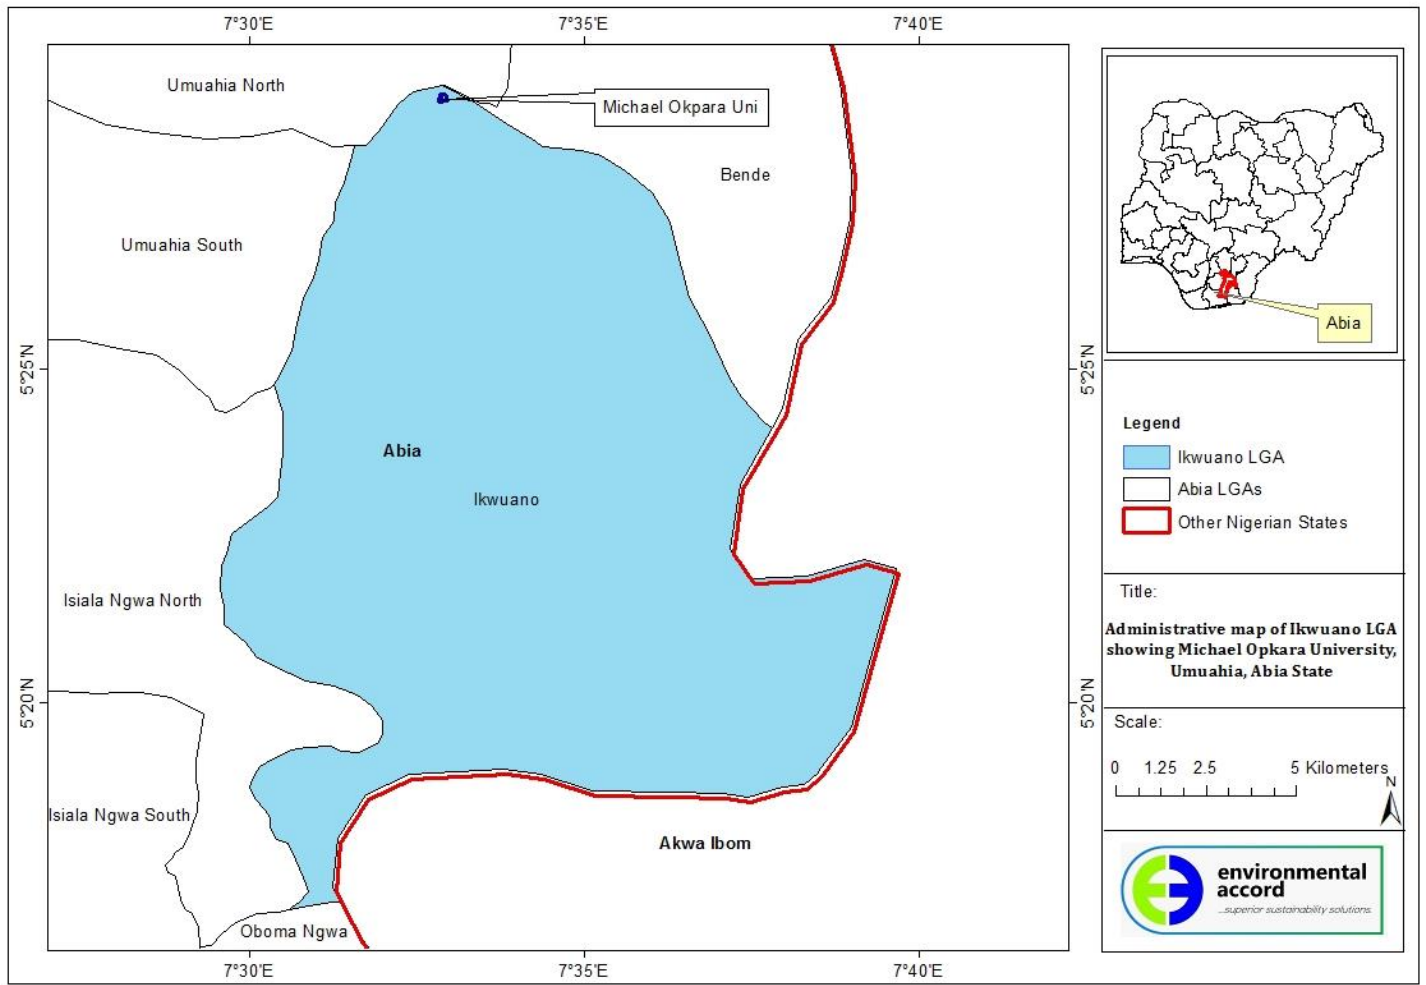 7°30'E
7°35'E
7°40'E
Umuahia North
Michael Okpara Uni
Bende
Umuahia South
5°25'N
5°25'N
Abia
Ikwuano
Isiala Ngwa North
5°20'N
5°20'N
Isiala Ngwa South
Akwa Ibom
Oboma Ngwa
7°30'E
7°35'E
7°40'E
Abia
Legend
Ikwuano LGA
Abia LGAs
Other Nigerian States
Title:
Administrative map of Ikwuano LGA
showing Michael Opkara University,
Umuahia, Abia State
Scale:
0 1.25 2.5 5 Kilometers
N
environmental
accord
...superior sustainability solutions.